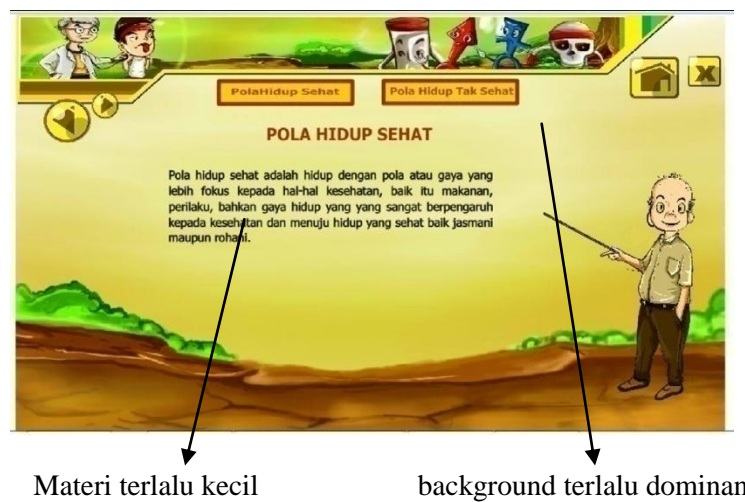 PolaHidup Sehat
Pola Hidup Tak Sehat
X
POLA HIDUP SEHAT
Pola hidup sehat adalah hidup dengan pola atau gaya yang
lebih fokus kepada hal-hal kesehatan, baik itu makanan,
perilaku, bahkan gaya hidup yang yang sangat berpengaruh
kepada kesehatan dan menuju hidup yang sehat baik jasmani
maupun rohani.
Materi terlalu kecil
background terlalu dominan